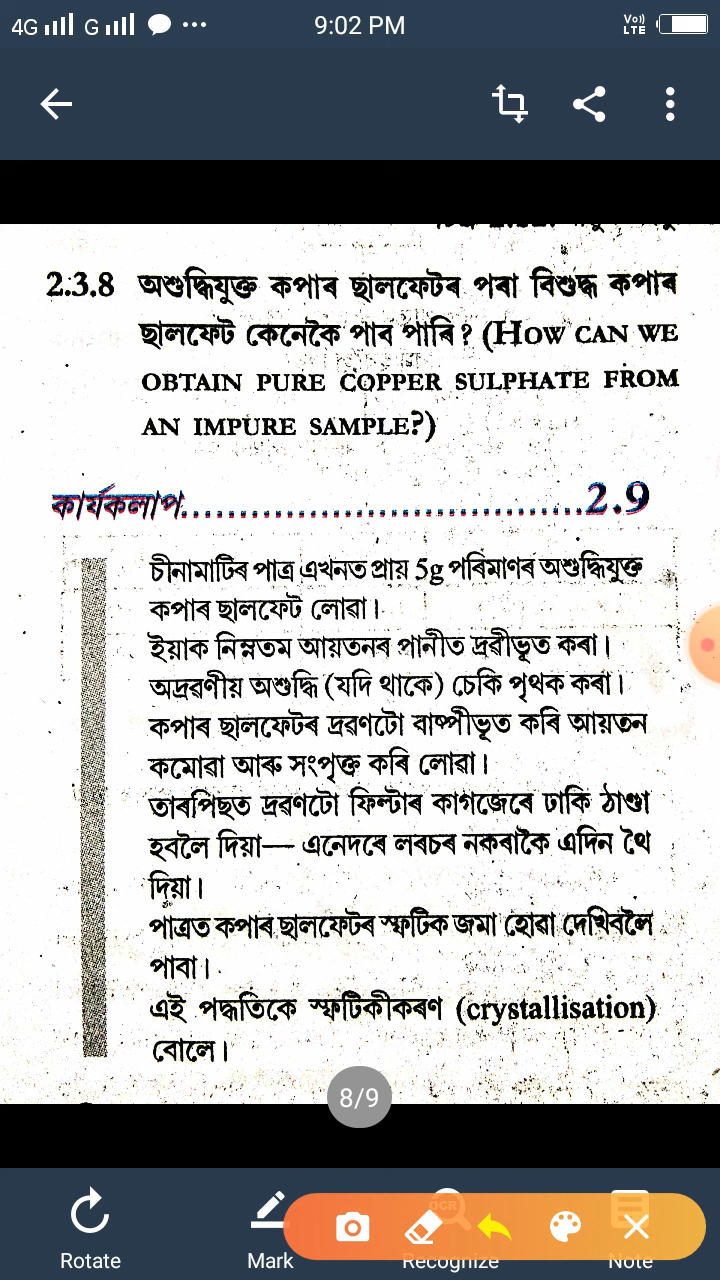 4G G ... 9:02 PM Vo)) LTE
2.3.8 অশুদ্ধিযুক্ত কপাৰ ছালফেটৰ পৰা বিশুদ্ধ কপাৰ
ছালফেট কেনেকৈ পাব পাৰি? (HOW CAN WE
OBTAIN PURE COPPER SULPHATE FROM
AN IMPURE SAMPLE?)
কাৰ্যকলাপ........................................2.9
চীনামাটিৰ পাত্ৰ এখনত প্ৰায় 5g পৰিমাণৰ অশুদ্ধিযুক্ত
কপাৰ ছালফেট লোৱা।
ইয়াক নিম্নতম আয়তনৰ পানীত দ্ৰৱীভূত কৰা।
অদ্ৰৱণীয় অশুদ্ধি (যদি থাকে) চেকি পৃথক কৰা।
কপাৰ ছালফেটৰ দ্ৰৱণটো বাষ্পীভূত কৰি আয়তন
কমোৱা আৰু সংপৃক্ত কৰি লোৱা।
তাৰপিছত দ্ৰৱণটো ফিল্টাৰ কাগজেৰে ঢাকি ঠাণ্ডা
হবলৈ দিয়া— এনেদৰে লৰচৰ নকৰাকৈ এদিন থৈ
দিয়া।
পাত্ৰত কপাৰ ছালফেটৰ স্ফটিক জমা হোৱা দেখিবলৈ
পাবা।
এই পদ্ধতিকে স্ফটিকীকৰণ (crystallisation)
বোলে।
8/9
OCR
Rotate Mark Recognize Note